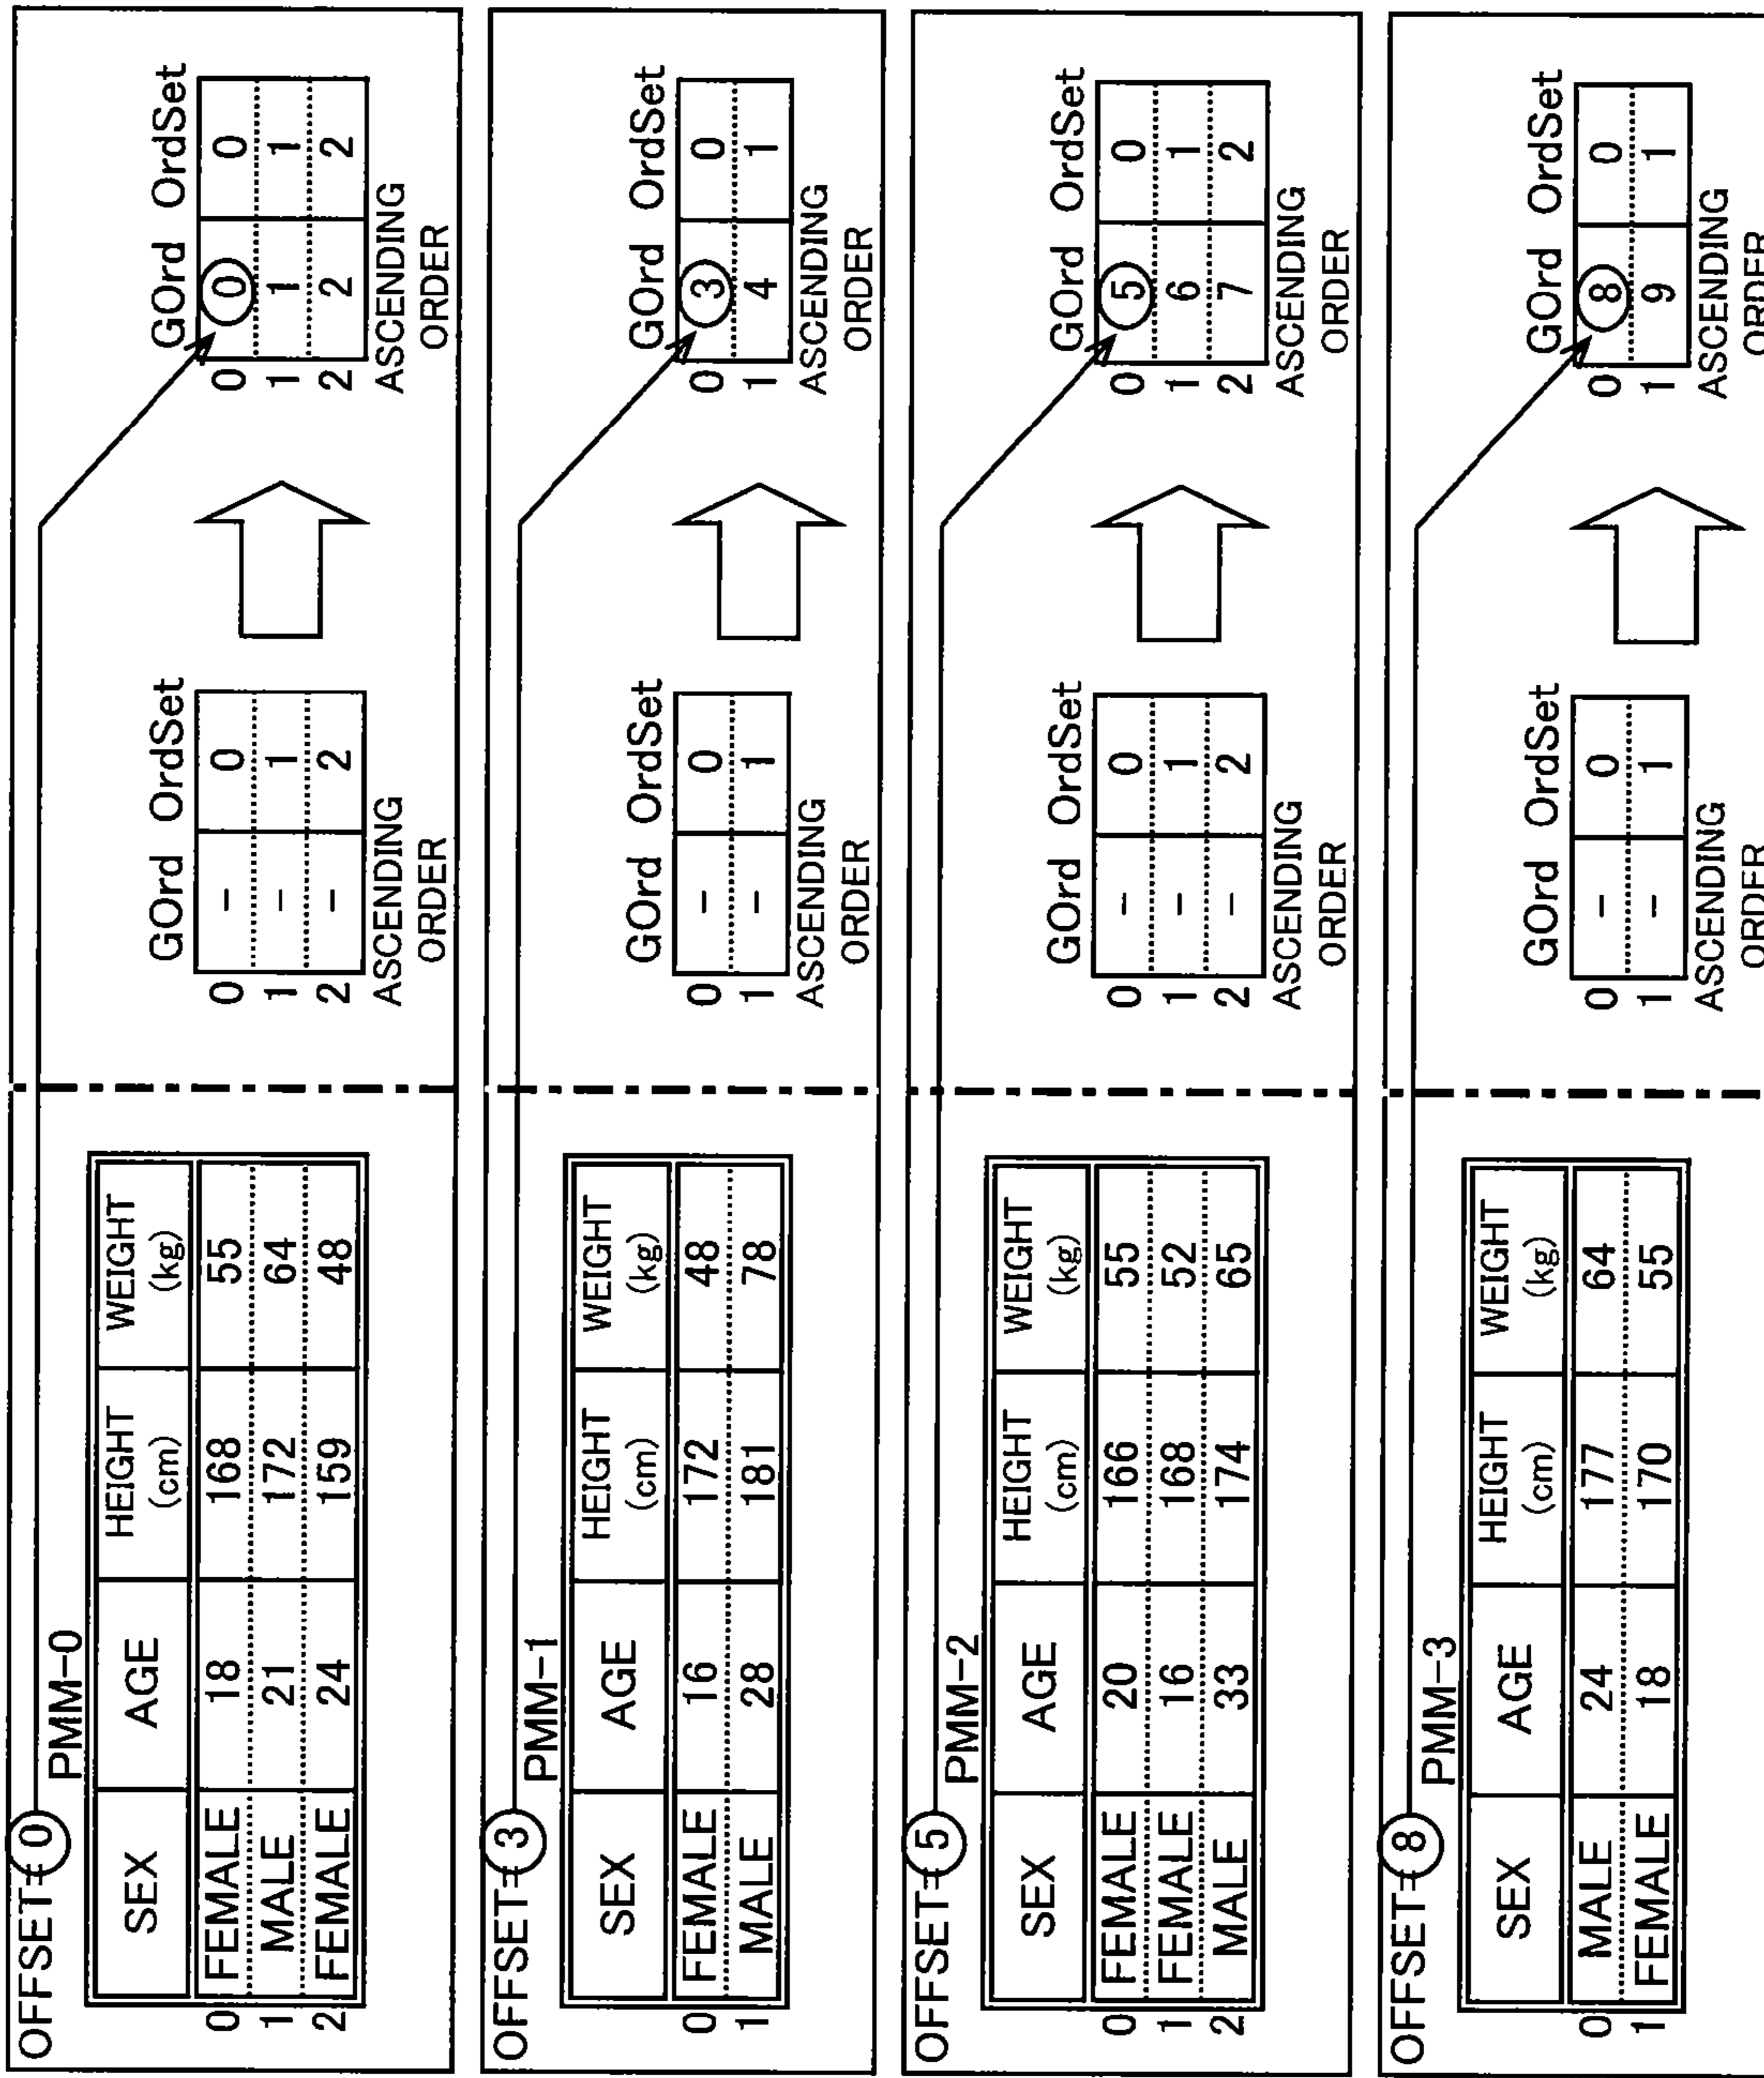 OFFSET= 0
PMM-0
SEX AGE HEIGHT (cm) WEIGHT (kg)
0 FEMALE 18 168 55
1 MALE 21 172 64
2 FEMALE 24 159 48
GOrd OrdSet
0 - 0
1 - 1
2 - 2
ASCENDING
ORDER
GOrd OrdSet
0 0 0
1 1 1
2 2 2
ASCENDING
ORDER
OFFSET= 3
PMM-1
SEX AGE HEIGHT (cm) WEIGHT (kg)
0 FEMALE 16 172 48
1 MALE 28 181 78
GOrd OrdSet
0 - 0
1 - 1
ASCENDING
ORDER
GOrd OrdSet
0 3 0
1 4 1
ASCENDING
ORDER
OFFSET= 5
PMM-2
SEX AGE HEIGHT (cm) WEIGHT (kg)
0 FEMALE 20 166 55
1 FEMALE 16 168 52
2 MALE 33 174 65
GOrd OrdSet
0 - 0
1 - 1
2 - 2
ASCENDING
ORDER
GOrd OrdSet
0 5 0
1 6 1
2 7 2
ASCENDING
ORDER
OFFSET= 8
PMM-3
SEX AGE HEIGHT (cm) WEIGHT (kg)
0 MALE 24 177 64
1 FEMALE 18 170 55
GOrd OrdSet
0 - 0
1 - 1
ASCENDING
ORDER
GOrd OrdSet
0 8 0
1 9 1
ASCENDING
ORDER